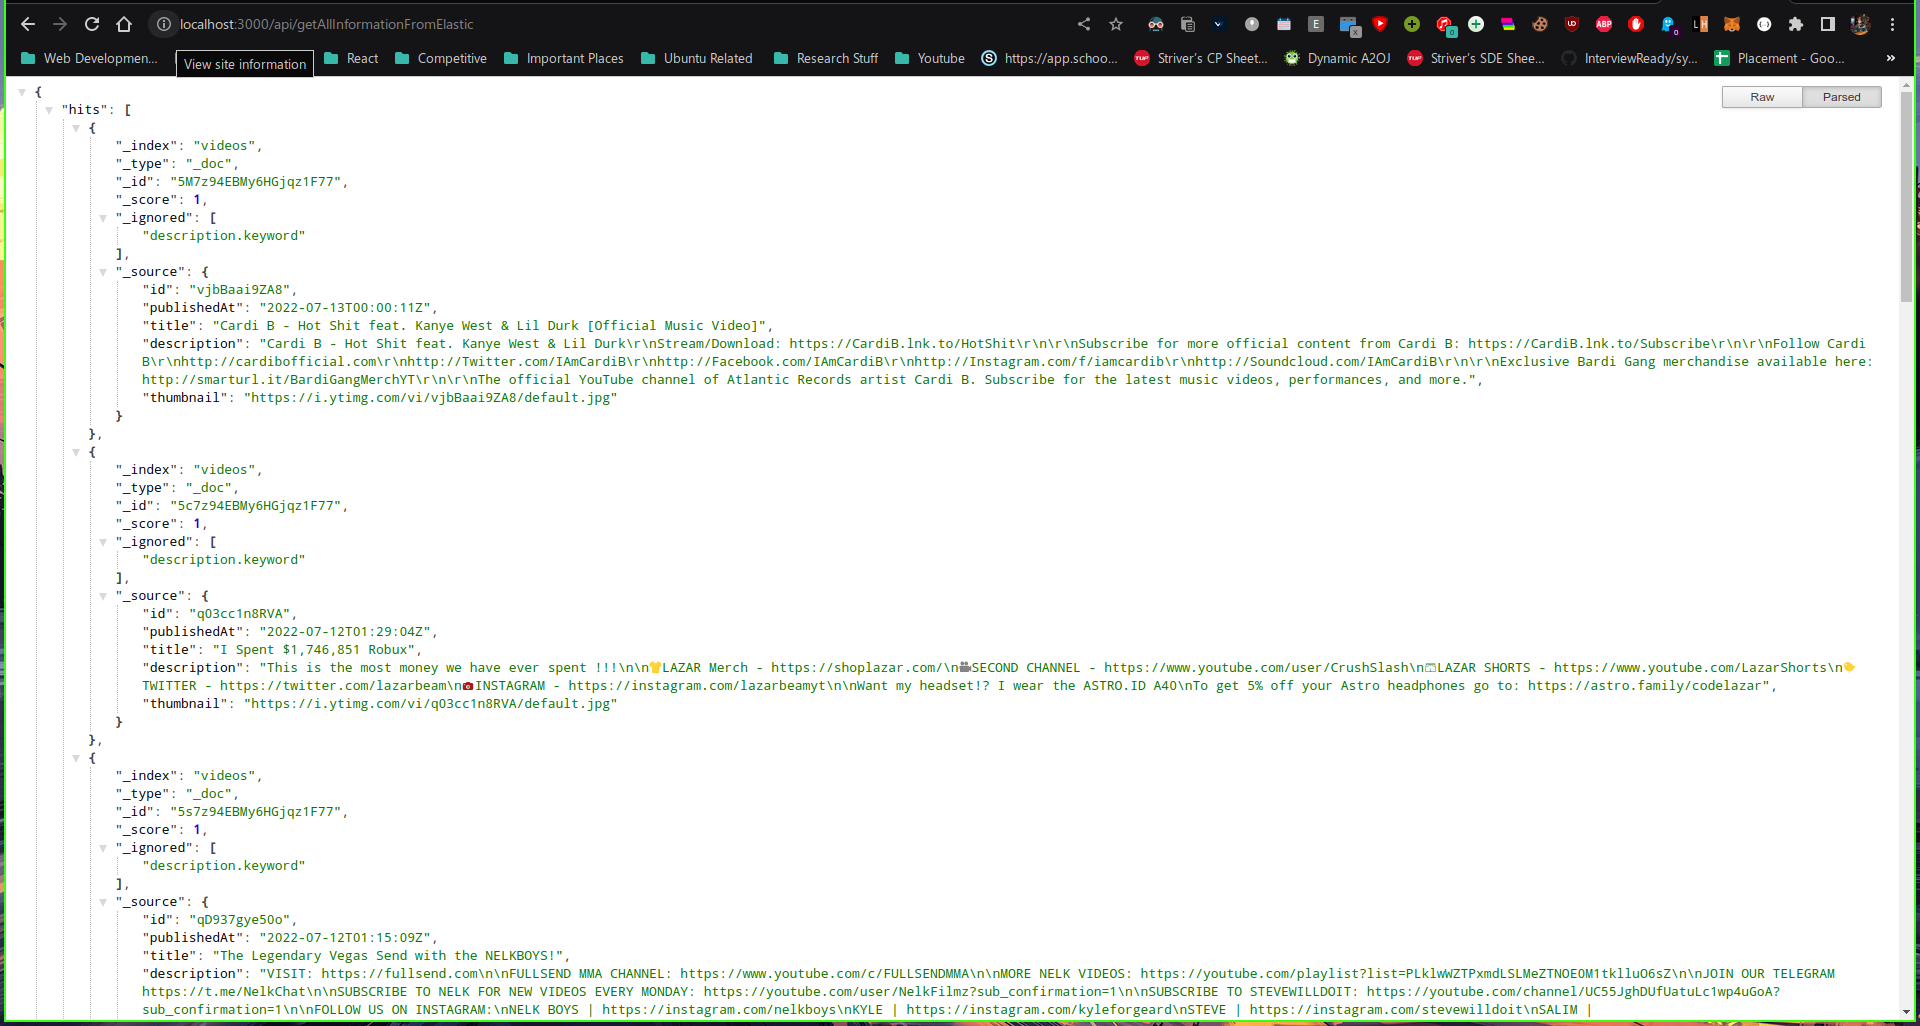 localhost:3000/api/getAllInformationFromElastic
Web Developmen... React Competitive Important Places Ubuntu Related Research Stuff Youtube https://app.schoo... Striver's CP Sheet... Dynamic A2OJ Striver's SDE Shee... InterviewReady/sy... Placement - Goo... »
View site information
Raw Parsed
{
"hits": [
{
"_index": "videos",
"_type": "_doc",
"_id": "5M7z94EBMy6HGjqz1F77",
"_score": 1,
"_ignored": [
"description.keyword"
],
"_source": {
"id": "vjbBaai9ZA8",
"publishedAt": "2022-07-13T00:00:11Z",
"title": "Cardi B - Hot Shit feat. Kanye West & Lil Durk [Official Music Video]",
"description": "Cardi B - Hot Shit feat. Kanye West & Lil Durk\r\nStream/Download: https://CardiB.lnk.to/HotShit\r\n\r\nSubscribe for more official content from Cardi B: https://CardiB.lnk.to/Subscribe\r\n\r\nFollow Cardi
B\r\nhttp://cardibofficial.com\r\nhttp://Twitter.com/IAmCardiB\r\nhttp://Facebook.com/IAmCardiB\r\nhttp://Instagram.com/f/iamcardib\r\nhttp://Soundcloud.com/IAmCardiB\r\n\r\nExclusive Bardi Gang merchandise available here:
http://smarturl.it/BardiGangMerchYT\r\n\r\nThe official YouTube channel of Atlantic Records artist Cardi B. Subscribe for the latest music videos, performances, and more.",
"thumbnail": "https://i.ytimg.com/vi/vjbBaai9ZA8/default.jpg"
}
},
{
"_index": "videos",
"_type": "_doc",
"_id": "5c7z94EBMy6HGjqz1F77",
"_score": 1,
"_ignored": [
"description.keyword"
],
"_source": {
"id": "qO3cc1n8RVA",
"publishedAt": "2022-07-12T01:29:04Z",
"title": "I Spent $1,746,851 Robux",
"description": "This is the most money we have ever spent !!!\n\n👕LAZAR Merch - https://shoplazar.com/\n🎥SECOND CHANNEL - https://www.youtube.com/user/CrushSlash\n🩳LAZAR SHORTS - https://www.youtube.com/LazarShorts\n🐤
TWITTER - https://twitter.com/lazarbeam\n📷INSTAGRAM - https://instagram.com/lazarbeamyt\n\nWant my headset!? I wear the ASTRO.ID A40\nTo get 5% off your Astro headphones go to: https://astro.family/codelazar",
"thumbnail": "https://i.ytimg.com/vi/qO3cc1n8RVA/default.jpg"
}
},
{
"_index": "videos",
"_type": "_doc",
"_id": "5s7z94EBMy6HGjqz1F77",
"_score": 1,
"_ignored": [
"description.keyword"
],
"_source": {
"id": "qD937gye50o",
"publishedAt": "2022-07-12T01:15:09Z",
"title": "The Legendary Vegas Send with the NELKBOYS!",
"description": "VISIT: https://fullsend.com\n\nFULLSEND MMA CHANNEL: https://www.youtube.com/c/FULLSENDMMA\n\nMORE NELK VIDEOS: https://youtube.com/playlist?list=PLklwWZTPxmdLSLMeZTNOEOM1tklluO6sZ\n\nJOIN OUR TELEGRAM
https://t.me/NelkChat\n\nSUBSCRIBE TO NELK FOR NEW VIDEOS EVERY MONDAY: https://youtube.com/user/NelkFilmz?sub_confirmation=1\n\nSUBSCRIBE TO STEVEWILLDOIT: https://youtube.com/channel/UC55JghDUfUatuLc1wp4uGoA?
sub_confirmation=1\n\nFOLLOW US ON INSTAGRAM:\nNELK BOYS | https://instagram.com/nelkboys\nKYLE | https://instagram.com/kyleforgeard\nSTEVE | https://instagram.com/stevewilldoit\nSALIM |